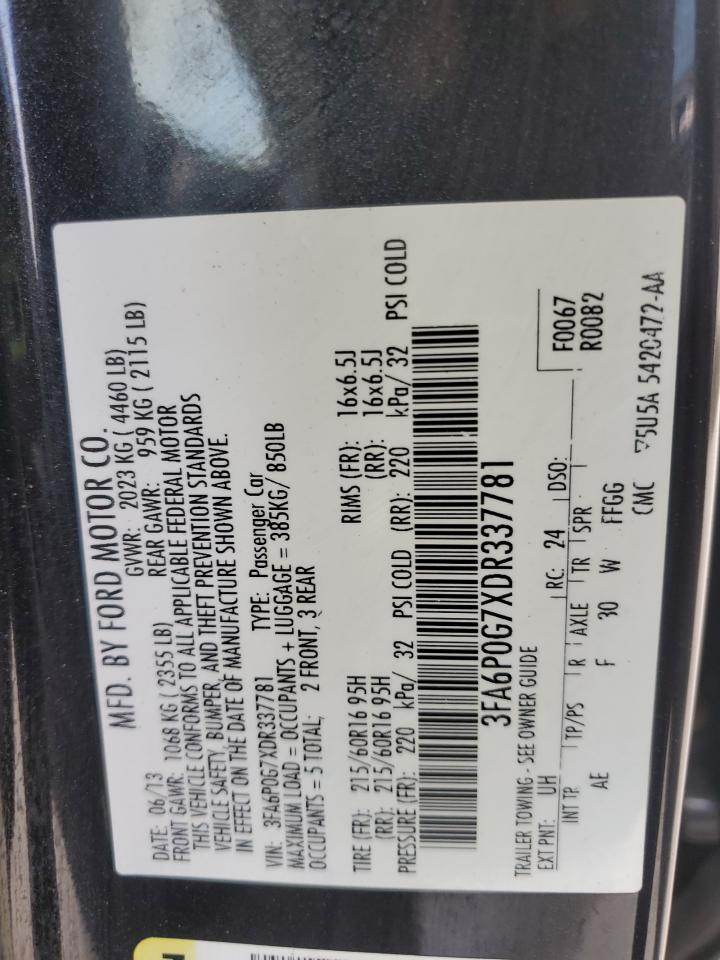 MFD. BY FORD MOTOR CO.
DATE: 06/13 GVWR: 2023 KG ( 4460 LB)
FRONT GAWR: 1068 KG ( 2355 LB) REAR GAWR: 959 KG ( 2115 LB)
THIS VEHICLE CONFORMS TO ALL APPLICABLE FEDERAL MOTOR
VEHICLE SAFETY, BUMPER, AND THEFT PREVENTION STANDARDS
IN EFFECT ON THE DATE OF MANUFACTURE SHOWN ABOVE.
VIN: 3FA6P0G7XDR337781 TYPE: Passenger Car
MAXIMUM LOAD = OCCUPANTS + LUGGAGE = 385KG/ 850LB
OCCUPANTS = 5 TOTAL; 2 FRONT, 3 REAR
TIRE (FR): 215/60R16 95H RIMS (FR): 16x6.5J
(RR): 215/60R16 95H (RR): 16x6.5J
PRESSURE (FR): 220 kPa/ 32 PSI COLD (RR): 220 kPa/ 32 PSI COLD
3FA6P0G7XDR337781
TRAILER TOWING - SEE OWNER GUIDE
EXT PNT: UH RC: 24 DSO: F0067
R0082
INT TR TP/PS R AXLE TR SPR
AE F 30 W FFGG
CMC 5U5A 5420472-AA